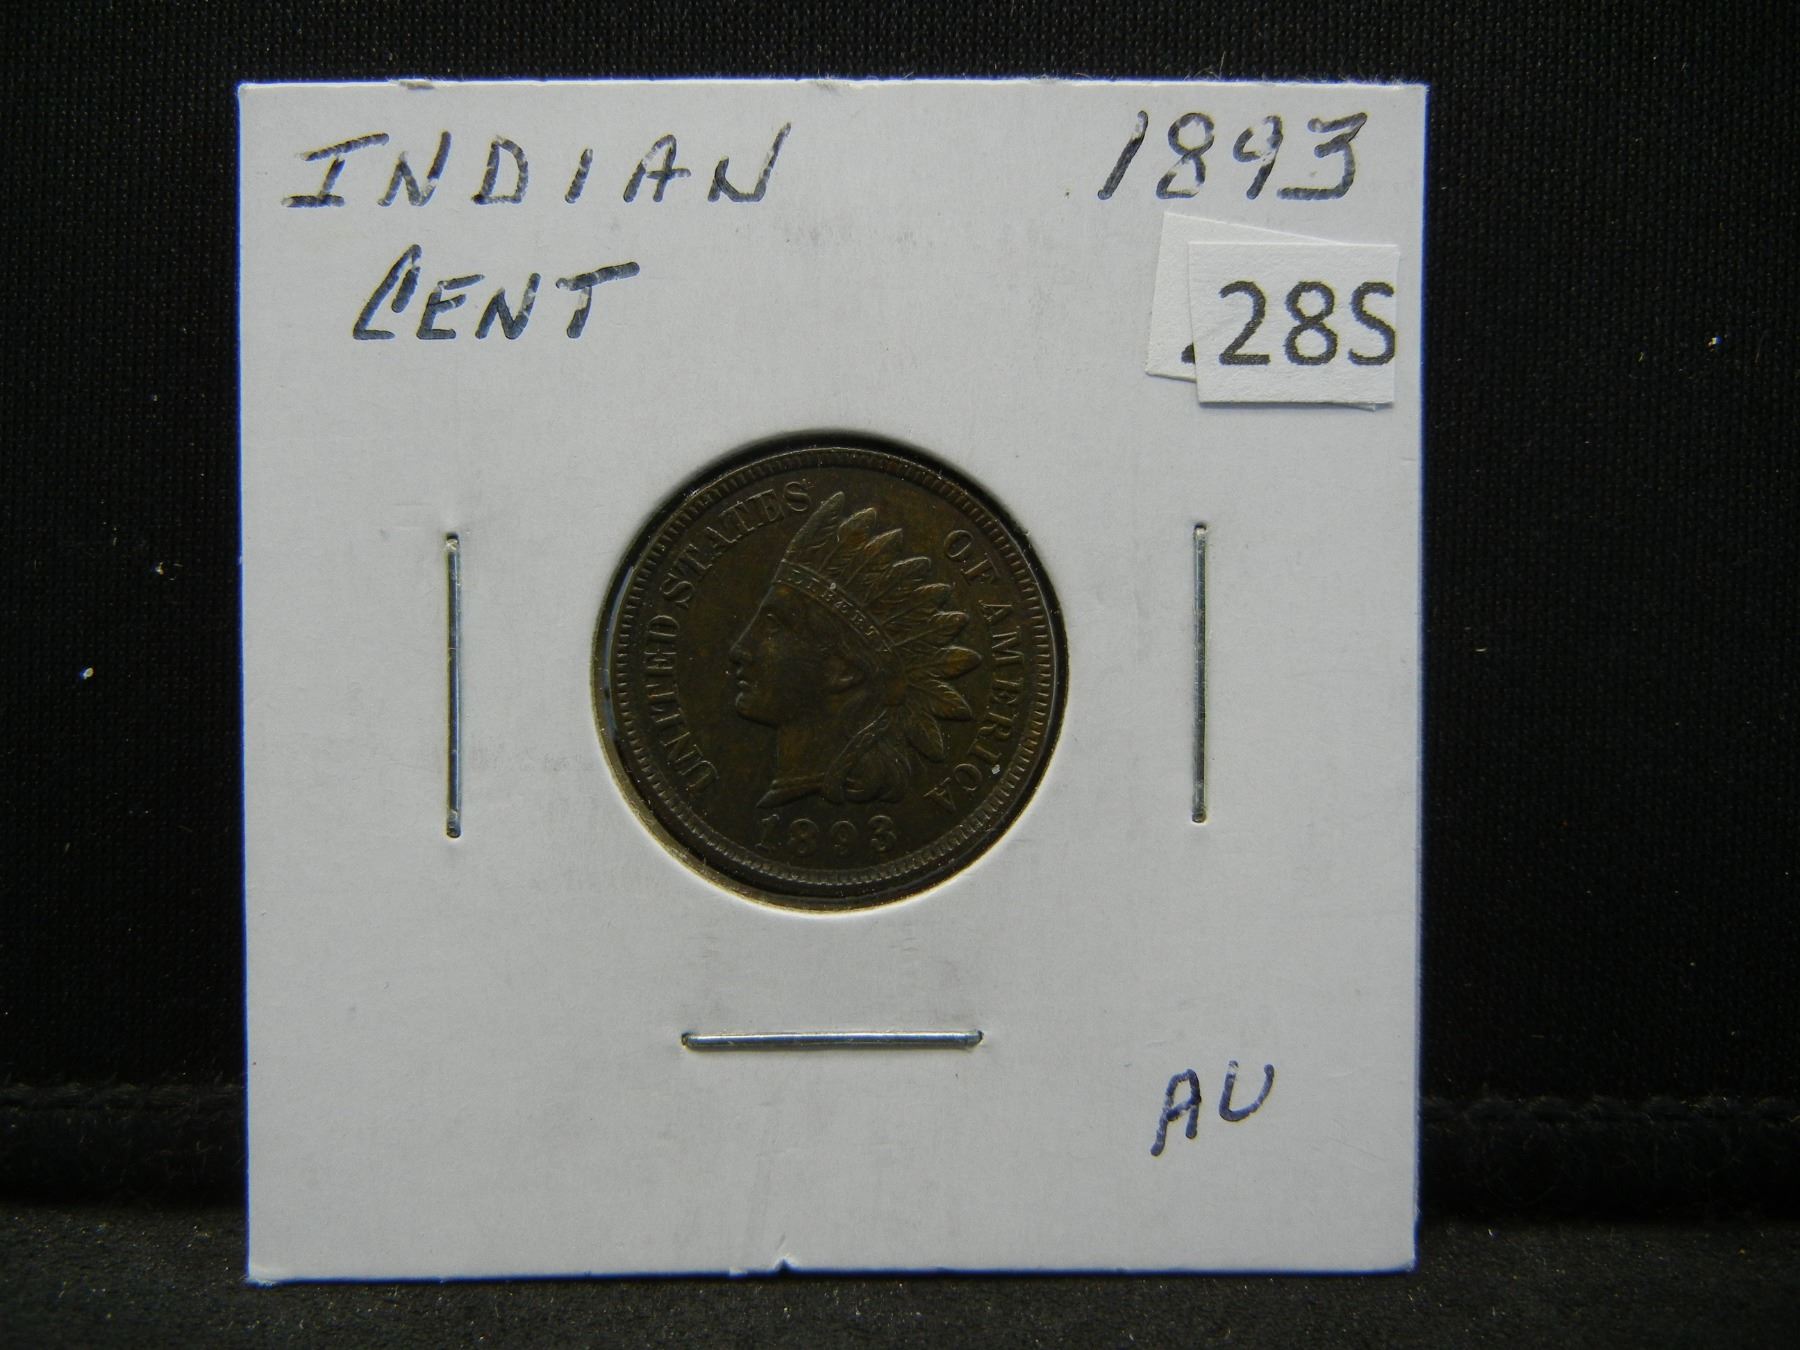 INDIAN 1893
CENT
.28S
UNITED STATES OF AMERICA
LIBERTY
1893
AU